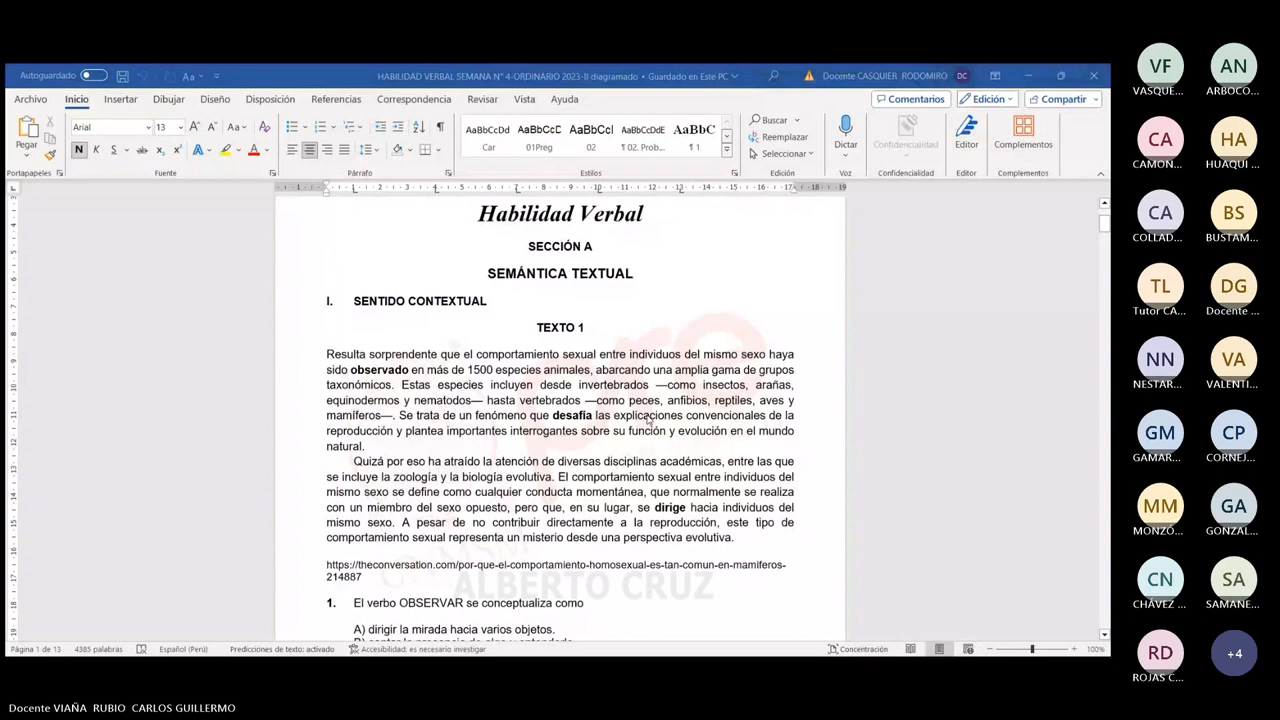 Autoguardado
HABILIDAD VERBAL SEMANA N° 4-ORDINARIO 2023-II diagramado • Guardado en Este PC
Docente CASQUIER RODOMIRO
DC
Archivo Inicio Insertar Dibujar Diseño Disposición Referencias Correspondencia Revisar Vista Ayuda
Comentarios Edición Compartir
Pegar
Arial 13
N K S
AaBbCcDd AaBbCcC AaBbCcI AaBbCcDdE AaBbC
Car 01Preg 02 ¶ 02. Prob... ¶ 1
Buscar
Reemplazar
Seleccionar
Dictar
Confidencialidad
Editor
Complementos
Portapapeles Fuente Párrafo Estilos Edición Voz Confidencialidad Editor Complementos
Habilidad Verbal
SECCIÓN A
SEMÁNTICA TEXTUAL
I. SENTIDO CONTEXTUAL
TEXTO 1
Resulta sorprendente que el comportamiento sexual entre individuos del mismo sexo haya
sido observado en más de 1500 especies animales, abarcando una amplia gama de grupos
taxonómicos. Estas especies incluyen desde invertebrados —como insectos, arañas,
equinodermos y nematodos— hasta vertebrados —como peces, anfibios, reptiles, aves y
mamíferos—. Se trata de un fenómeno que desafía las explicaciones convencionales de la
reproducción y plantea importantes interrogantes sobre su función y evolución en el mundo
natural.
Quizá por eso ha atraído la atención de diversas disciplinas académicas, entre las que
se incluye la zoología y la biología evolutiva. El comportamiento sexual entre individuos del
mismo sexo se define como cualquier conducta momentánea, que normalmente se realiza
con un miembro del sexo opuesto, pero que, en su lugar, se dirige hacia individuos del
mismo sexo. A pesar de no contribuir directamente a la reproducción, este tipo de
comportamiento sexual representa un misterio desde una perspectiva evolutiva.
https://theconversation.com/por-que-el-comportamiento-homosexual-es-tan-comun-en-mamiferos-
214887
ALBERTO CRUZ
1. El verbo OBSERVAR se conceptualiza como
A) dirigir la mirada hacia varios objetos.
Página 1 de 13 4385 palabras Español (Perú) Predicciones de texto: activado Accesibilidad: es necesario investigar
Concentración
100%
VF
VASQUE...
AN
ARBOCO...
CA
CAMON...
HA
HUAQUI ...
CA
COLLAD...
BS
BUSTAM...
TL
Tutor CA...
DG
Docente ...
NN
NESTAR...
VA
VALENTI...
GM
GAMAR...
CP
CORNEJ...
MM
MONZÓ...
GA
GONZAL...
CN
CHÁVEZ ...
SA
SAMANE...
RD
ROJAS C...
+4
Docente VIAÑA RUBIO CARLOS GUILLERMO